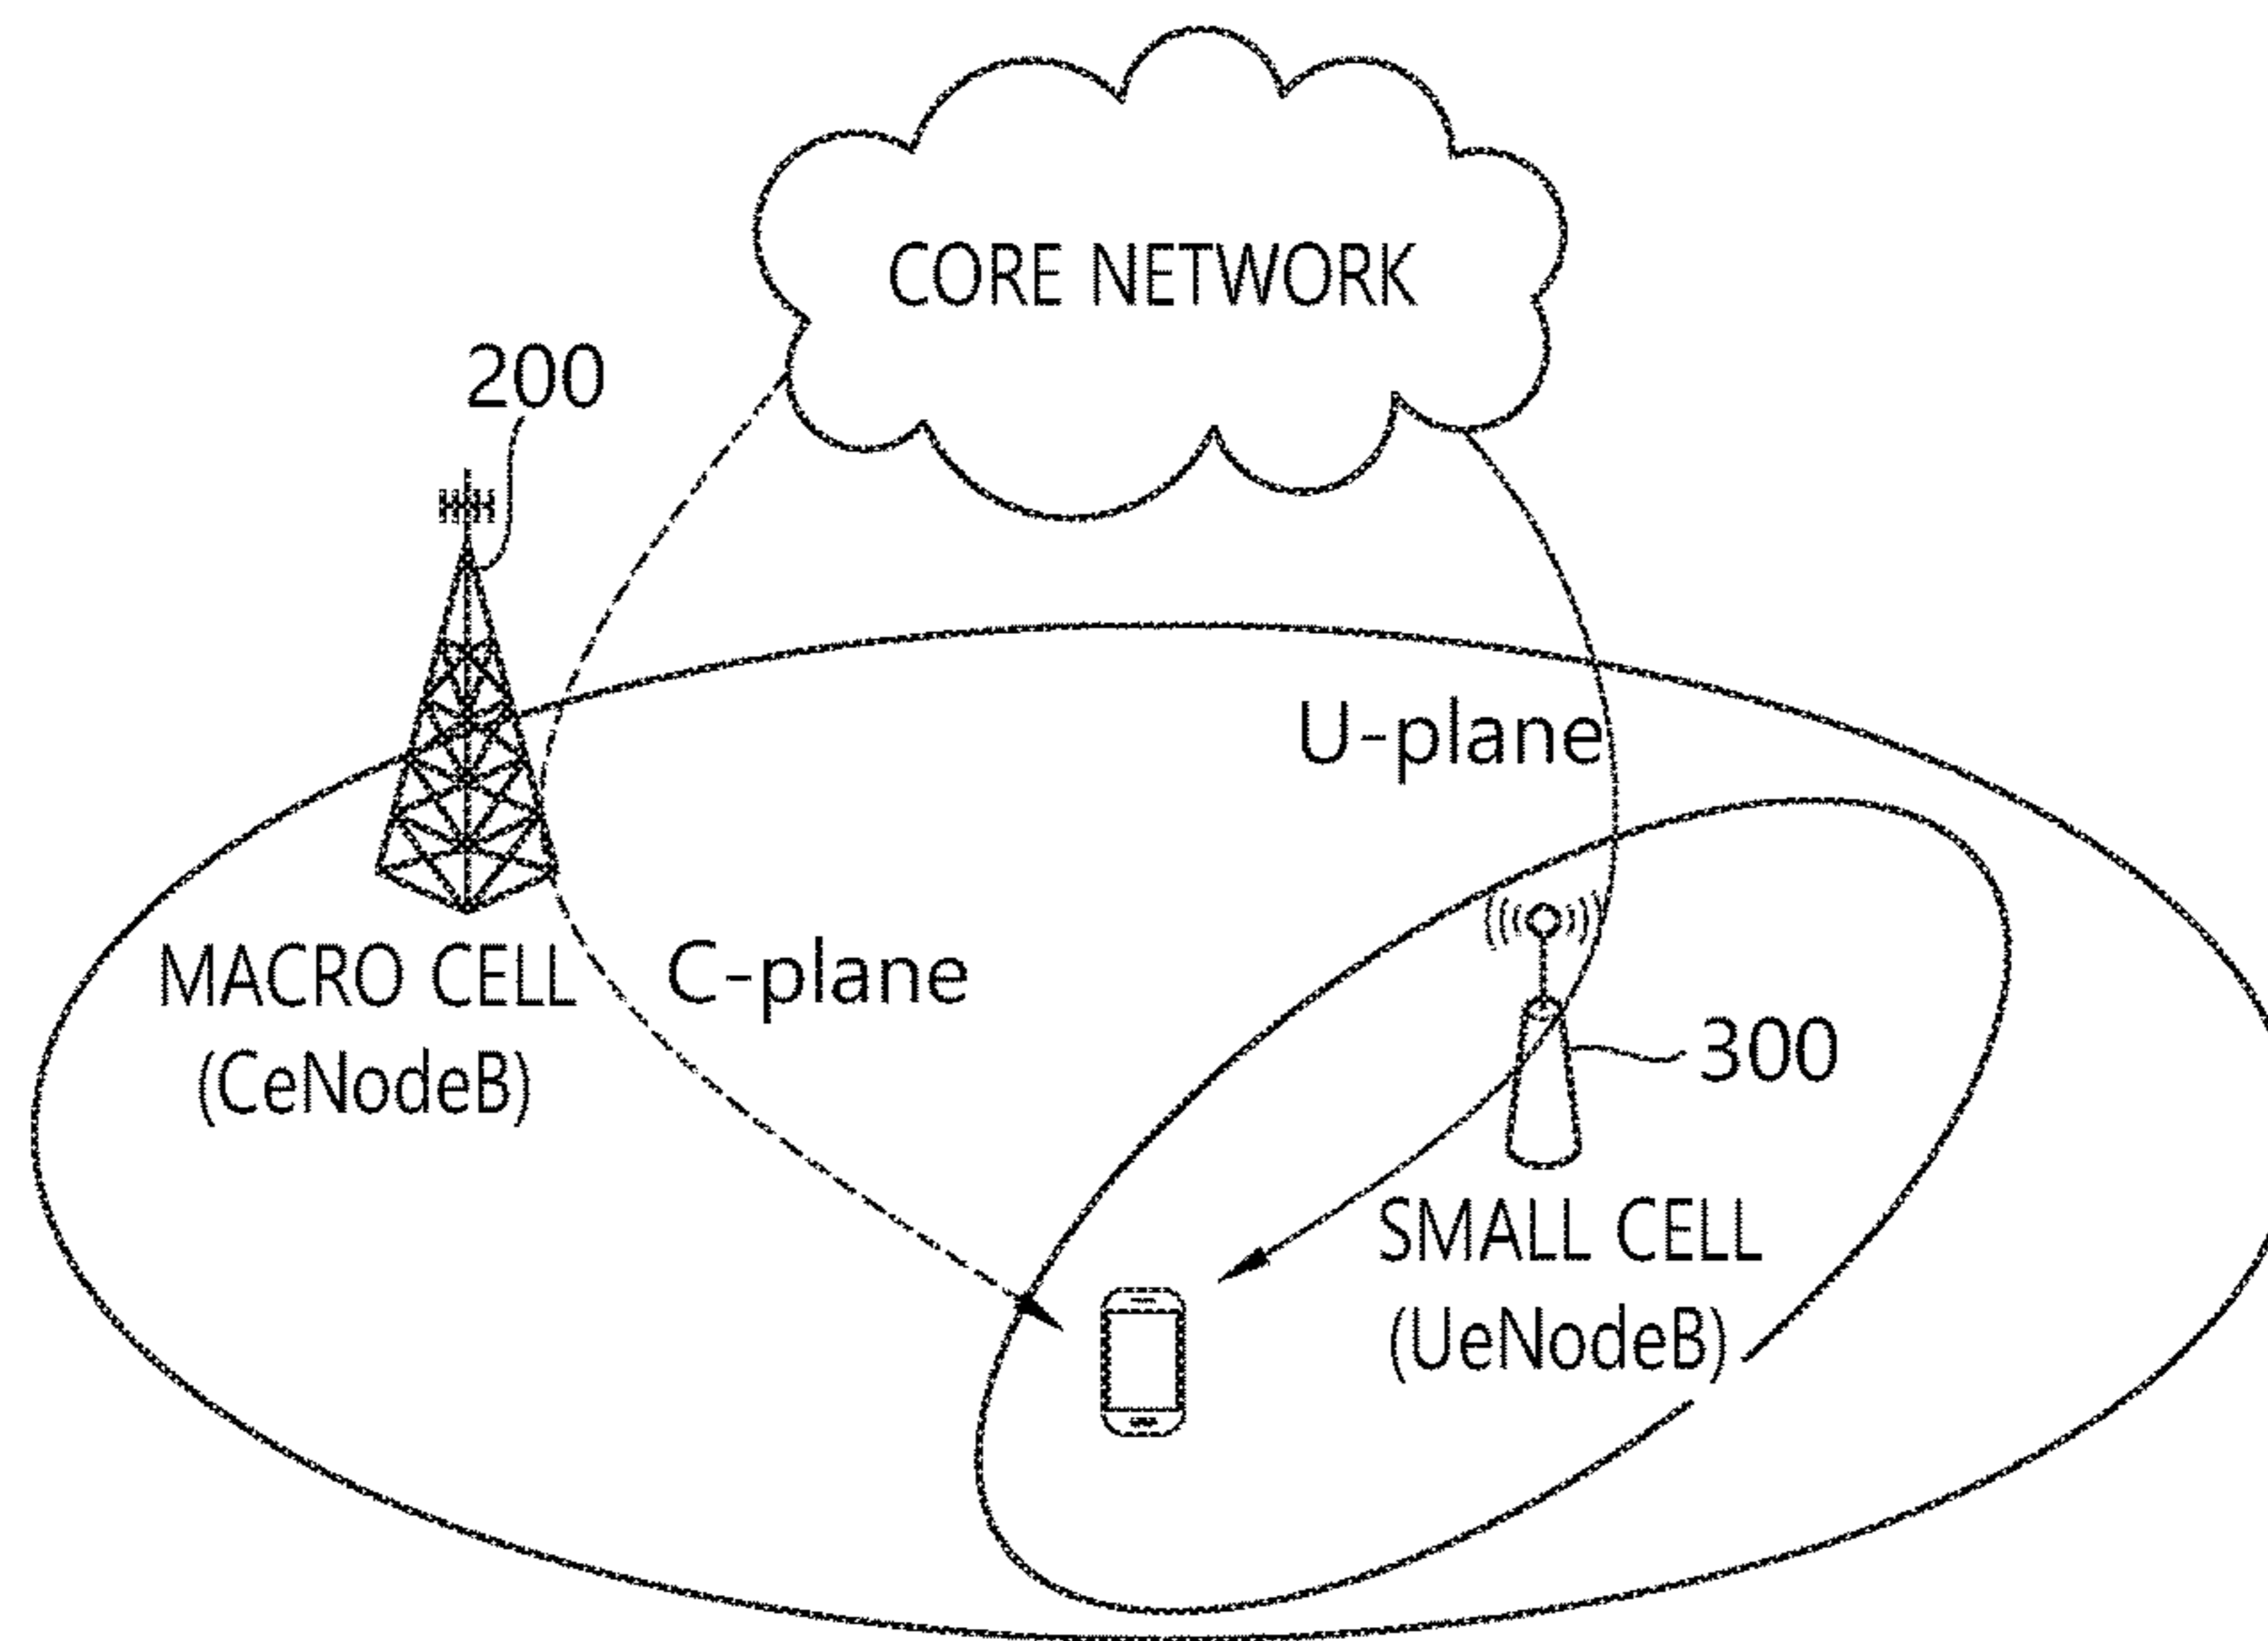 CORE NETWORK
200
U-plane
MACRO CELL
(CeNodeB)
C-plane
300
SMALL CELL
(UeNodeB)